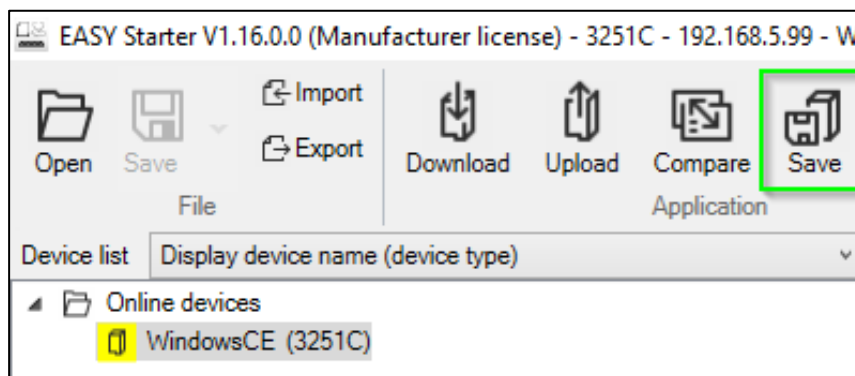 EASY Starter V1.16.0.0 (Manufacturer license) - 3251C - 192.168.5.99 -
Import
Export
Open Save Download Upload Compare Save
File Application
Device list Display device name (device type)
Online devices
WindowsCE (3251C)